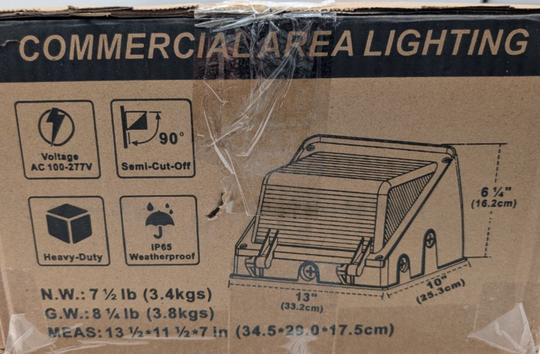 COMMERCIAL AREA LIGHTING
Voltage
AC 100-277V
90°
Semi-Cut-Off
Heavy-Duty
IP65
Weatherproof
6 ¼"
(16.2cm)
13"
(33.2cm)
10"
(25.3cm)
N.W.: 7 ½ lb (3.4kgs)
G.W.: 8 ¼ lb (3.8kgs)
MEAS: 13 ½*11 ½*7 in (34.5*29.0*17.5cm)